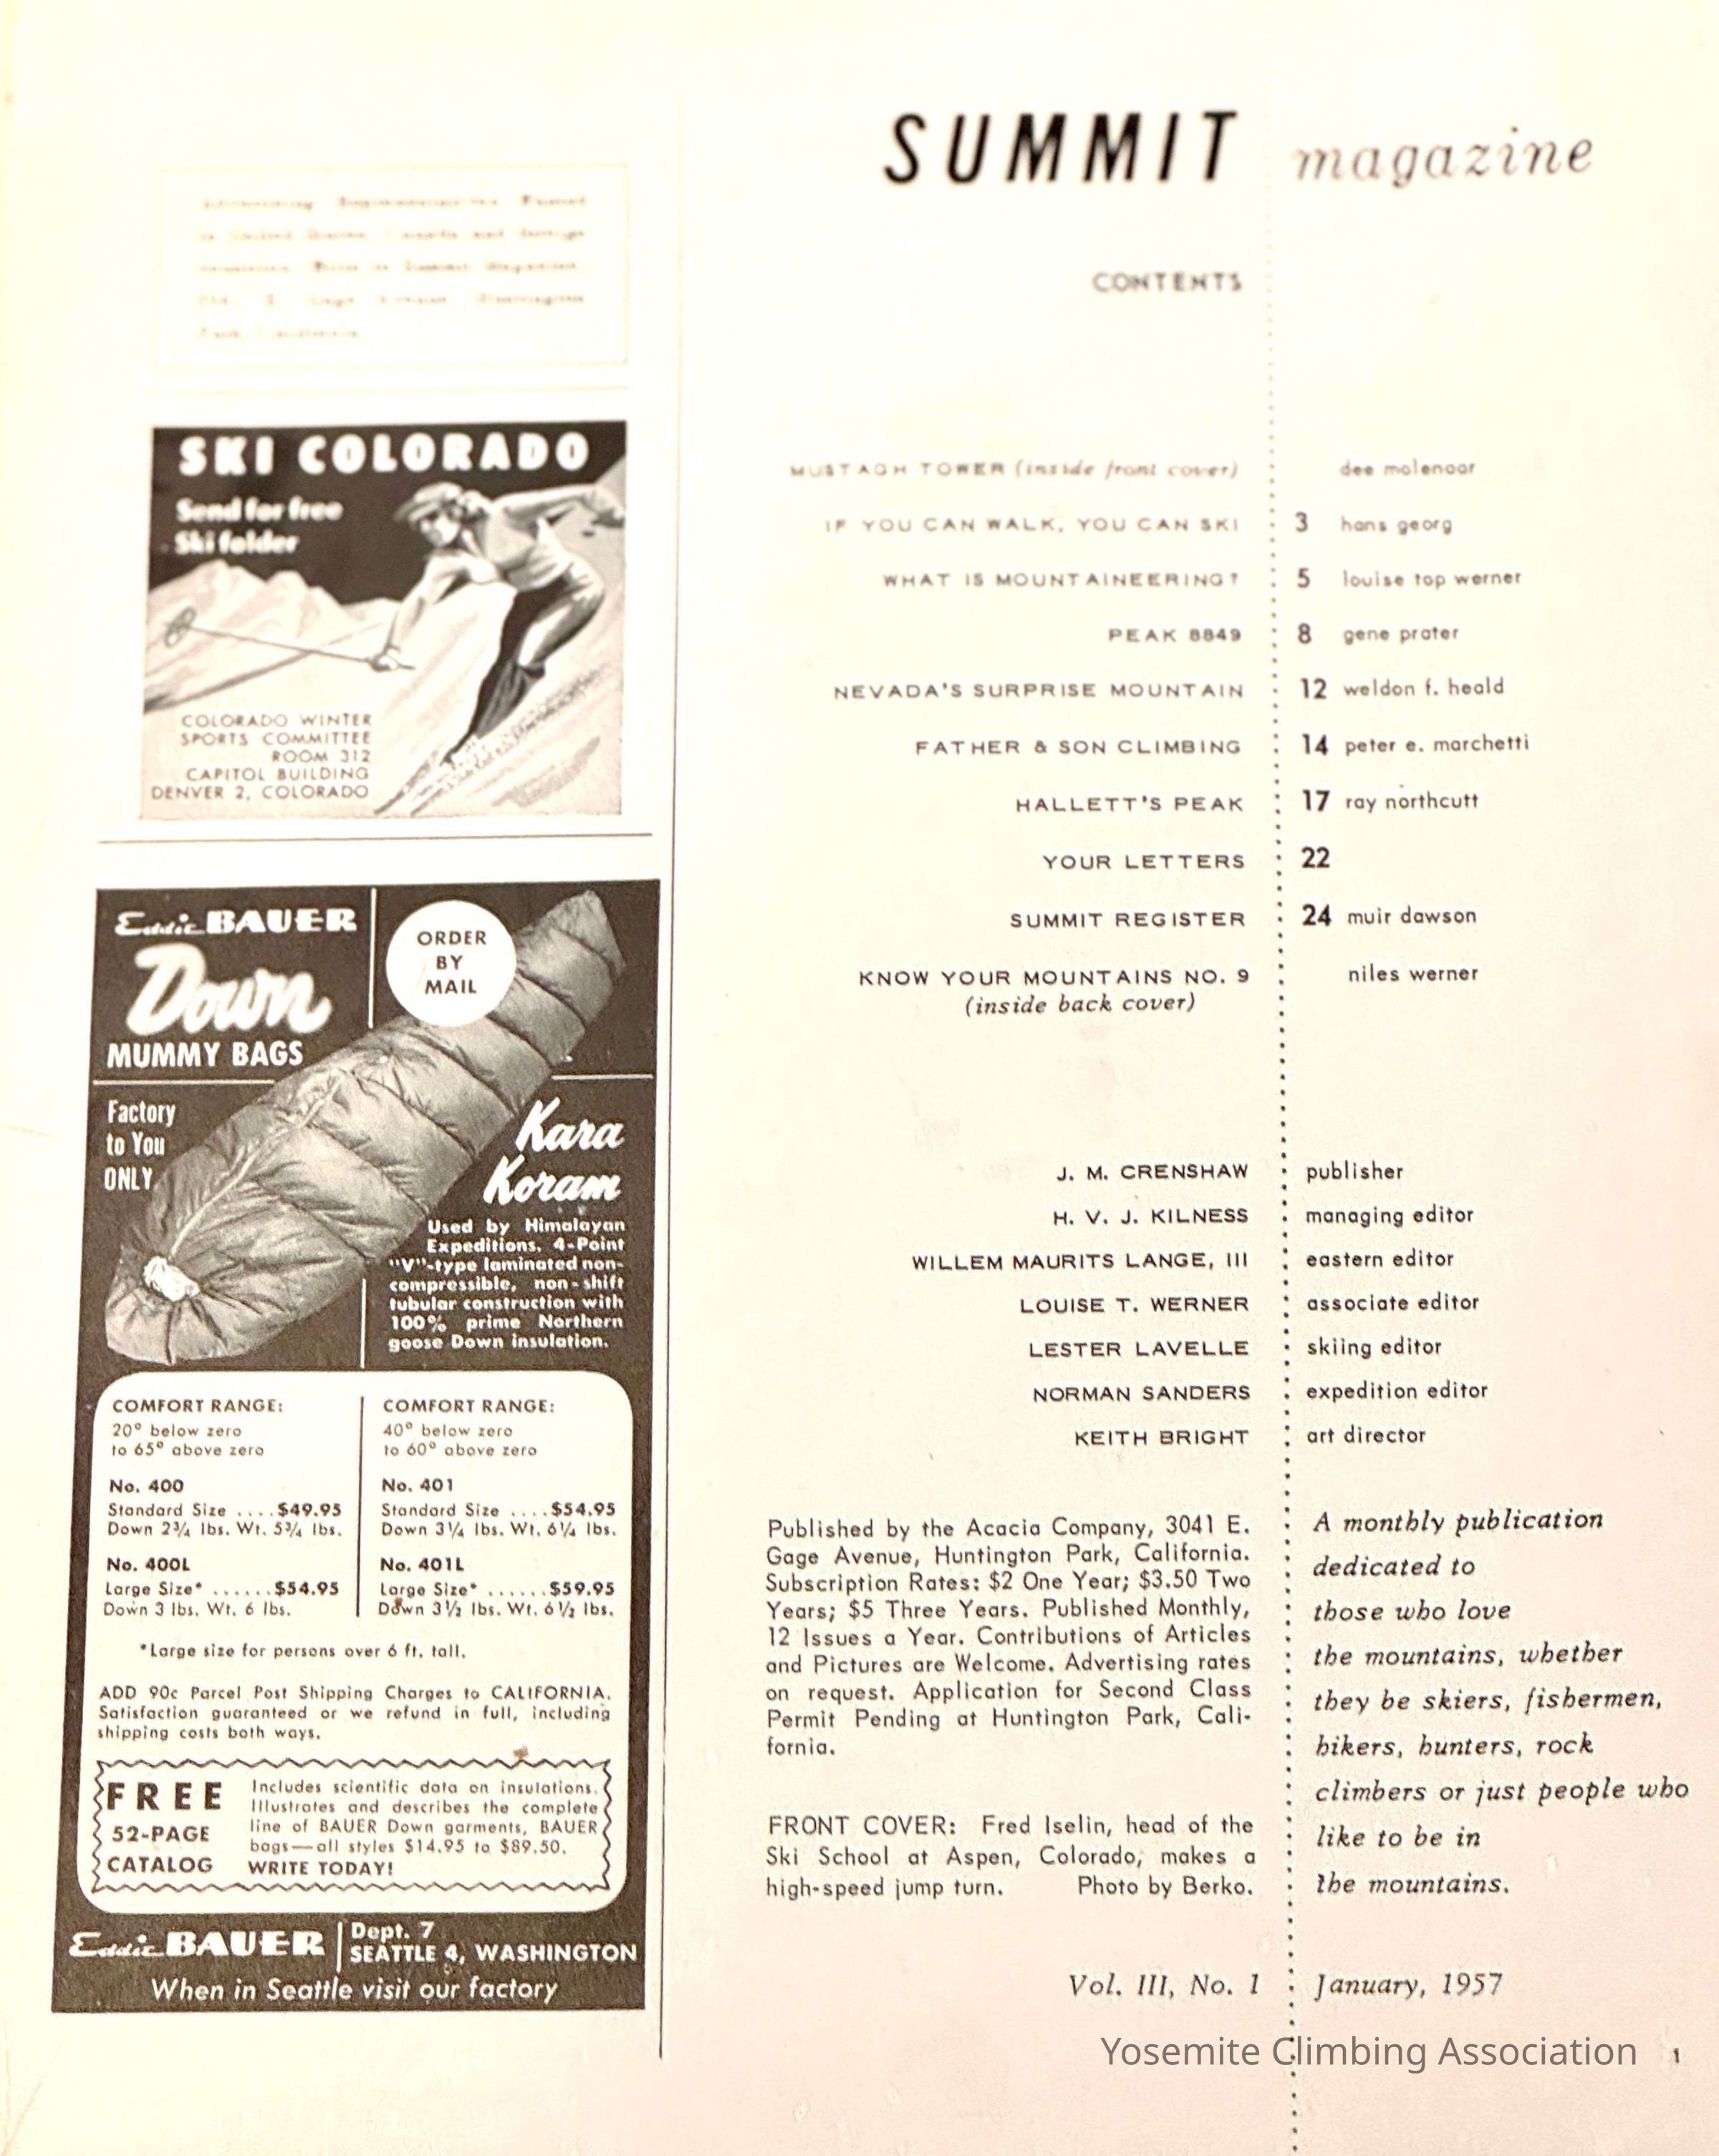 SUMMIT magazine
CONTENTS
MUSTAGH TOWER (inside front cover) dee molenaar
IF YOU CAN WALK, YOU CAN SKI 3 hans georg
WHAT IS MOUNTAINEERING? 5 louise top werner
PEAK 8849 8 gene prater
NEVADA'S SURPRISE MOUNTAIN 12 weldon f. heald
FATHER & SON CLIMBING 14 peter e. marchetti
HALLETT'S PEAK 17 ray northcutt
YOUR LETTERS 22
SUMMIT REGISTER 24 muir dawson
KNOW YOUR MOUNTAINS NO. 9 niles werner
(inside back cover)
J. M. CRENSHAW publisher
H. V. J. KILNESS managing editor
WILLEM MAURITS LANGE, III eastern editor
LOUISE T. WERNER associate editor
LESTER LAVELLE skiing editor
NORMAN SANDERS expedition editor
KEITH BRIGHT art director
Published by the Acacia Company, 3041 E.
Gage Avenue, Huntington Park, California.
Subscription Rates: $2 One Year; $3.50 Two
Years; $5 Three Years. Published Monthly,
12 Issues a Year. Contributions of Articles
and Pictures are Welcome. Advertising rates
on request. Application for Second Class
Permit Pending at Huntington Park, Cali-
fornia.
FRONT COVER: Fred Iselin, head of the
Ski School at Aspen, Colorado, makes a
high-speed jump turn. Photo by Berko.
A monthly publication
dedicated to
those who love
the mountains, whether
they be skiers, fishermen,
hikers, hunters, rock
climbers or just people who
like to be in
the mountains.
Vol. III, No. 1 January, 1957
1
Yosemite Climbing Association
SKI COLORADO
Send for free
Ski folder
COLORADO WINTER
SPORTS COMMITTEE
ROOM 312
CAPITOL BUILDING
DENVER 2, COLORADO
Eddie BAUER
Down
MUMMY BAGS
ORDER
BY
MAIL
Factory
to You
ONLY
Kara
Koram
Used by Himalayan
Expeditions. 4-Point
"V"-type laminated non-
compressible, non-shift
tubular construction with
100% prime Northern
goose Down insulation.
COMFORT RANGE:
20° below zero
to 65° above zero
No. 400
Standard Size ....$49.95
Down 2¾ lbs. Wt. 5¾ lbs.
No. 400L
Large Size* ......$54.95
Down 3 lbs. Wt. 6 lbs.
COMFORT RANGE:
40° below zero
to 60° above zero
No. 401
Standard Size ....$54.95
Down 3¼ lbs. Wt. 6¼ lbs.
No. 401L
Large Size* ......$59.95
Down 3½ lbs. Wt. 6½ lbs.
*Large size for persons over 6 ft. tall.
ADD 90c Parcel Post Shipping Charges to CALIFORNIA.
Satisfaction guaranteed or we refund in full, including
shipping costs both ways.
FREE
52-PAGE
CATALOG
Includes scientific data on insulations.
Illustrates and describes the complete
line of BAUER Down garments, BAUER
bags—all styles $14.95 to $89.50.
WRITE TODAY!
Eddie BAUER
Dept. 7
SEATTLE 4, WASHINGTON
When in Seattle visit our factory